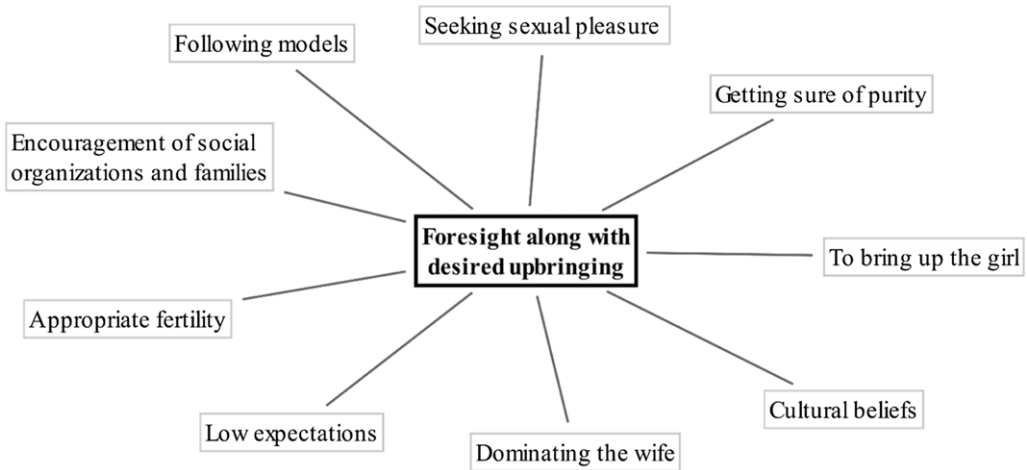 Seeking sexual pleasure
Following models
Getting sure of purity
Encouragement of social
organizations and families
Foresight along with
desired upbringing
To bring up the girl
Appropriate fertility
Cultural beliefs
Low expectations
Dominating the wife